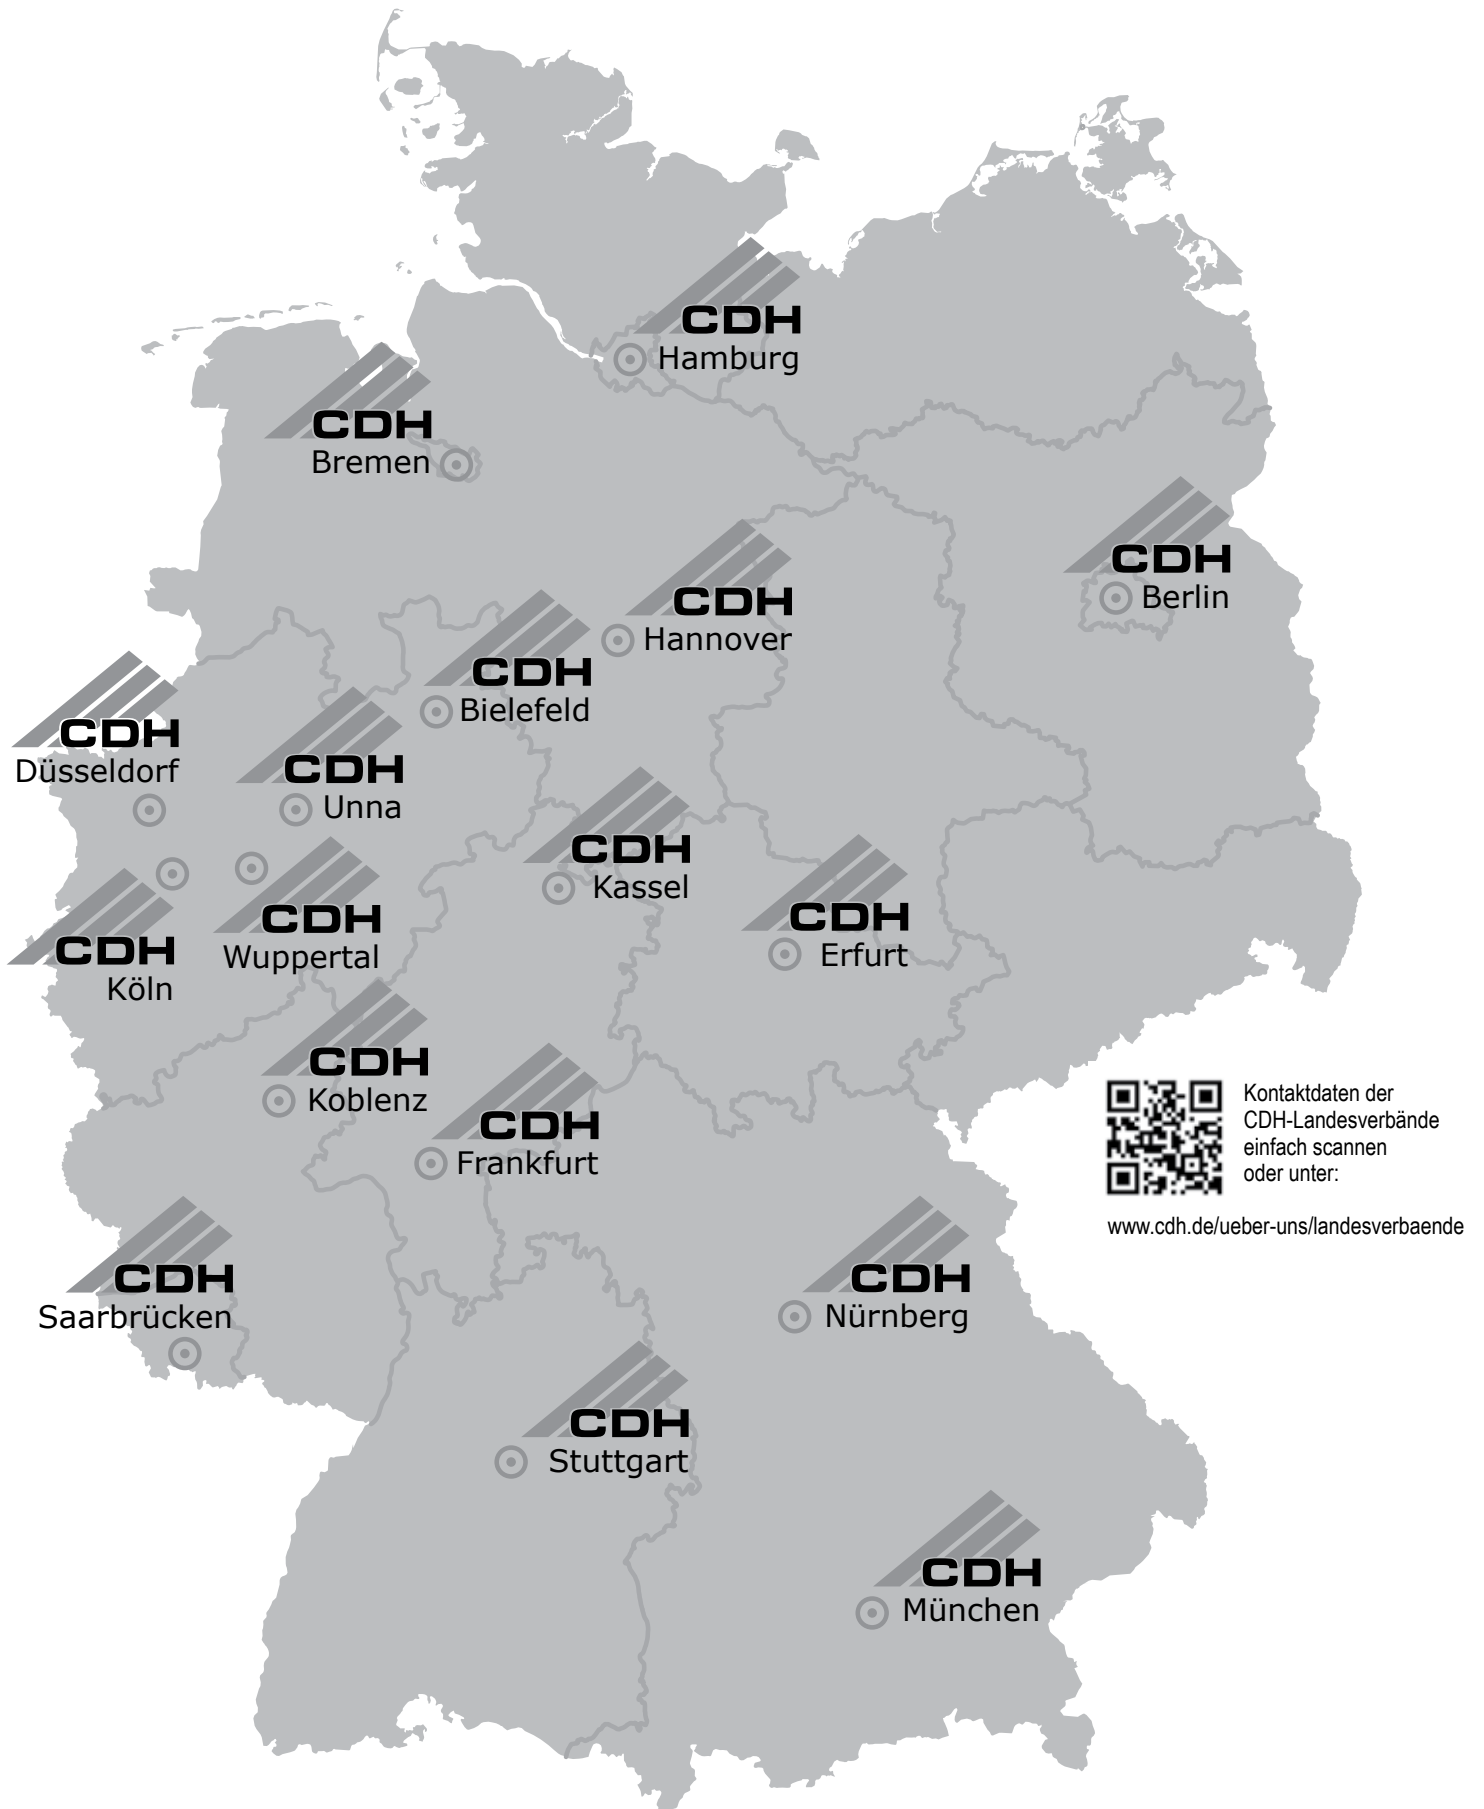 CDH
Hamburg
CDH
Bremen
CDH
Berlin
CDH
Hannover
CDH
Bielefeld
CDH
Düsseldorf
CDH
Unna
CDH
Kassel
CDH
Erfurt
CDH
Wuppertal
CDH
Köln
CDH
Koblenz
CDH
Frankfurt
Kontaktdaten der
CDH-Landesverbände
einfach scannen
oder unter:
www.cdh.de/ueber-uns/landesverbaende
CDH
Saarbrücken
CDH
Nürnberg
CDH
Stuttgart
CDH
München